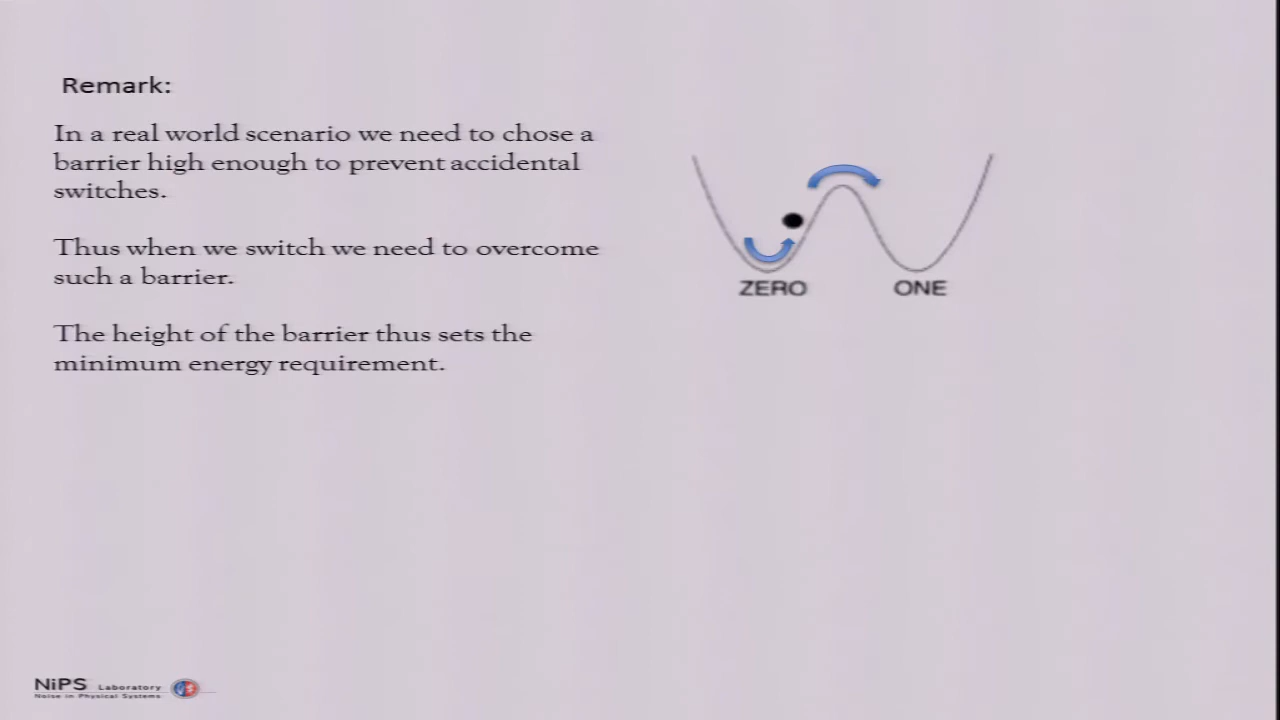 Remark:
In a real world scenario we need to chose a
barrier high enough to prevent accidental
switches.
Thus when we switch we need to overcome
such a barrier.
The height of the barrier thus sets the
minimum energy requirement.
ZERO
ONE
NiPS Laboratory
Noise in Physical Systems